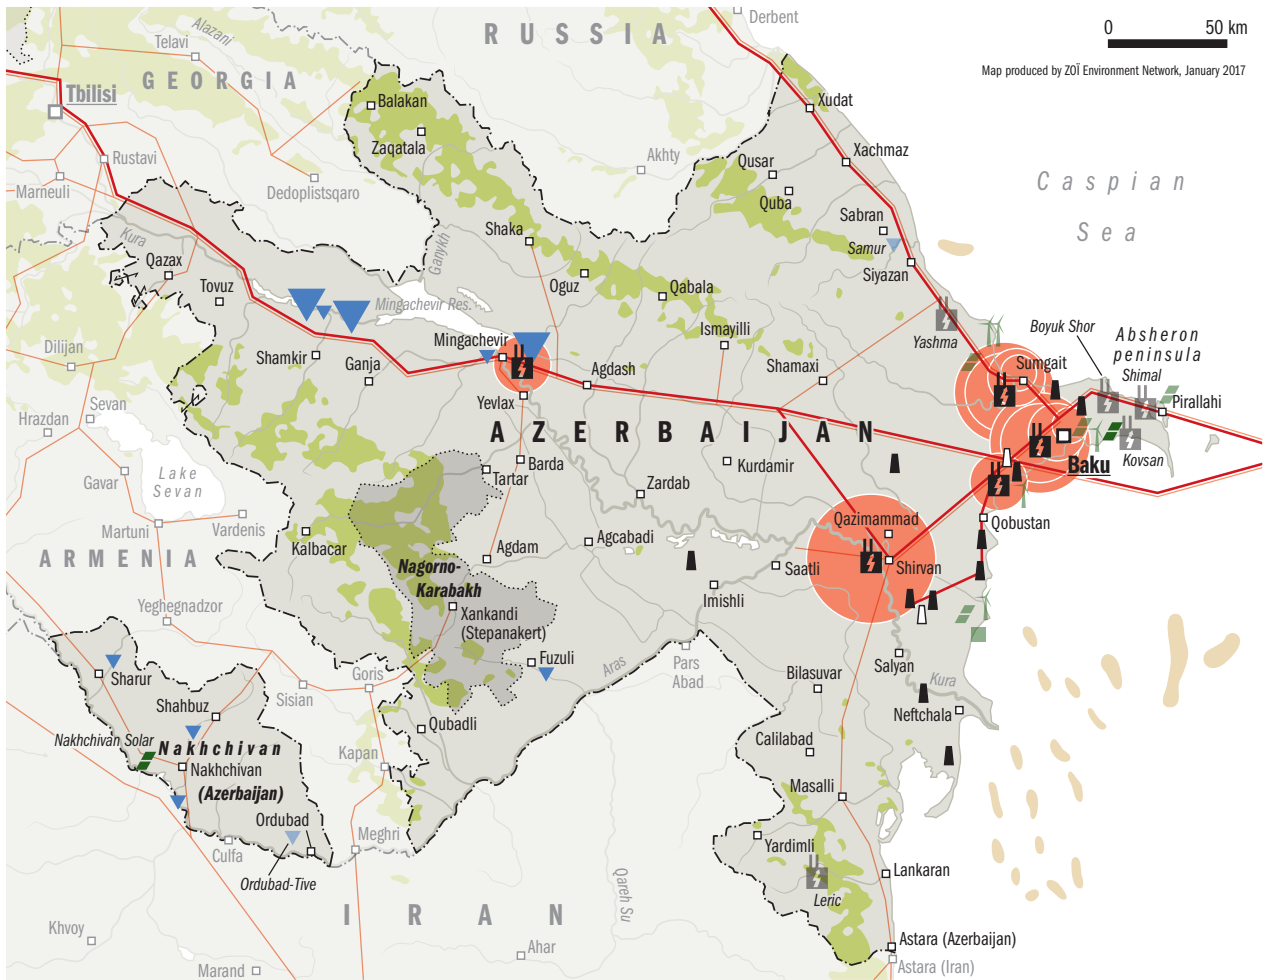 RUSSIA
Derbent
0 50 km
Map produced by ZOÏ Environment Network, January 2017
Telavi
Alazani
GEORGIA
Tbilisi
Balakan
Zaqatala
Xudat
Rustavi
Akhty
Qusar
Xachmaz
Marneuli
Dedoplistsqaro
Quba
Caspian
Sea
Sabran
Samur
Siyazan
Kura
Ganykh
Shaka
Qazax
Tovuz
Oguz
Qabala
Mingachevir Res.
Ismayilli
Yashma
Boyuk Shor
Absheron
peninsula
Dilijan
Shamkir
Ganja
Mingachevir
Agdash
Shamaxi
Sumgait
Shimal
Pirallahi
Hrazdan
Sevan
Yevlax
AZERBAIJAN
Baku
Kovsan
Lake
Sevan
Gavar
Barda
Tartar
Kurdamir
Zardab
Martuni
Vardenis
Qazimammad
Qobustan
ARMENIA
Kalbacar
Agdam
Agcabadi
Nagorno-
Karabakh
Saatli
Shirvan
Imishli
Yeghegnadzor
Xankandi
(Stepanakert)
Fuzuli
Aras
Pars
Abad
Salyan
Sharur
Goris
Sisian
Bilasuvar
Kura
Shahbuz
Neftchala
Nakhchivan Solar
Nakhchivan
Qubadli
Kapan
Calilabad
Nakhchivan
(Azerbaijan)
Masalli
Ordubad
Meghri
Culfa
Yardimli
Ordubad-Tive
Lankaran
Leric
Qareh Su
IRAN
Khvoy
Ahar
Astara (Azerbaijan)
Marand
Astara (Iran)